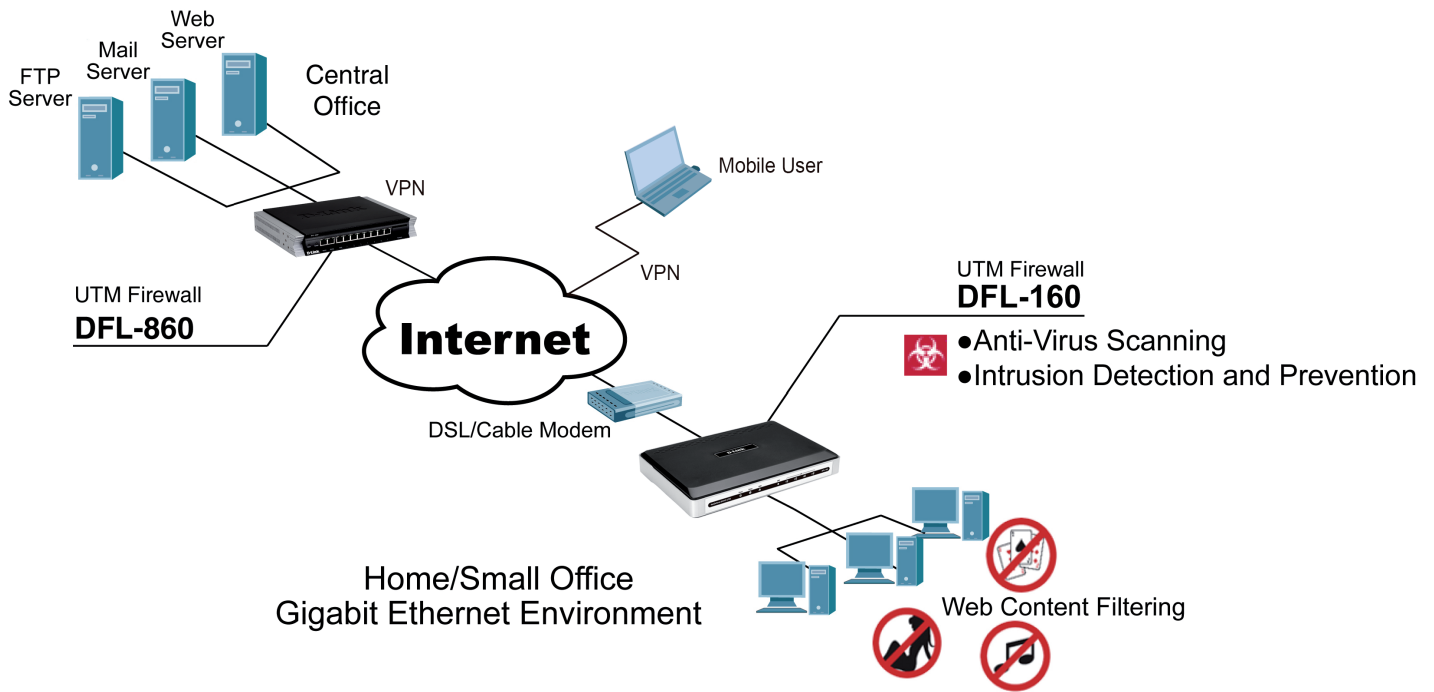 Web
Server
Mail
Server
FTP
Server
Central
Office
VPN
Mobile User
VPN
UTM Firewall
DFL-860
Internet
UTM Firewall
DFL-160
●Anti-Virus Scanning
●Intrusion Detection and Prevention
DSL/Cable Modem
D-Link
Home/Small Office
Gigabit Ethernet Environment
Web Content Filtering